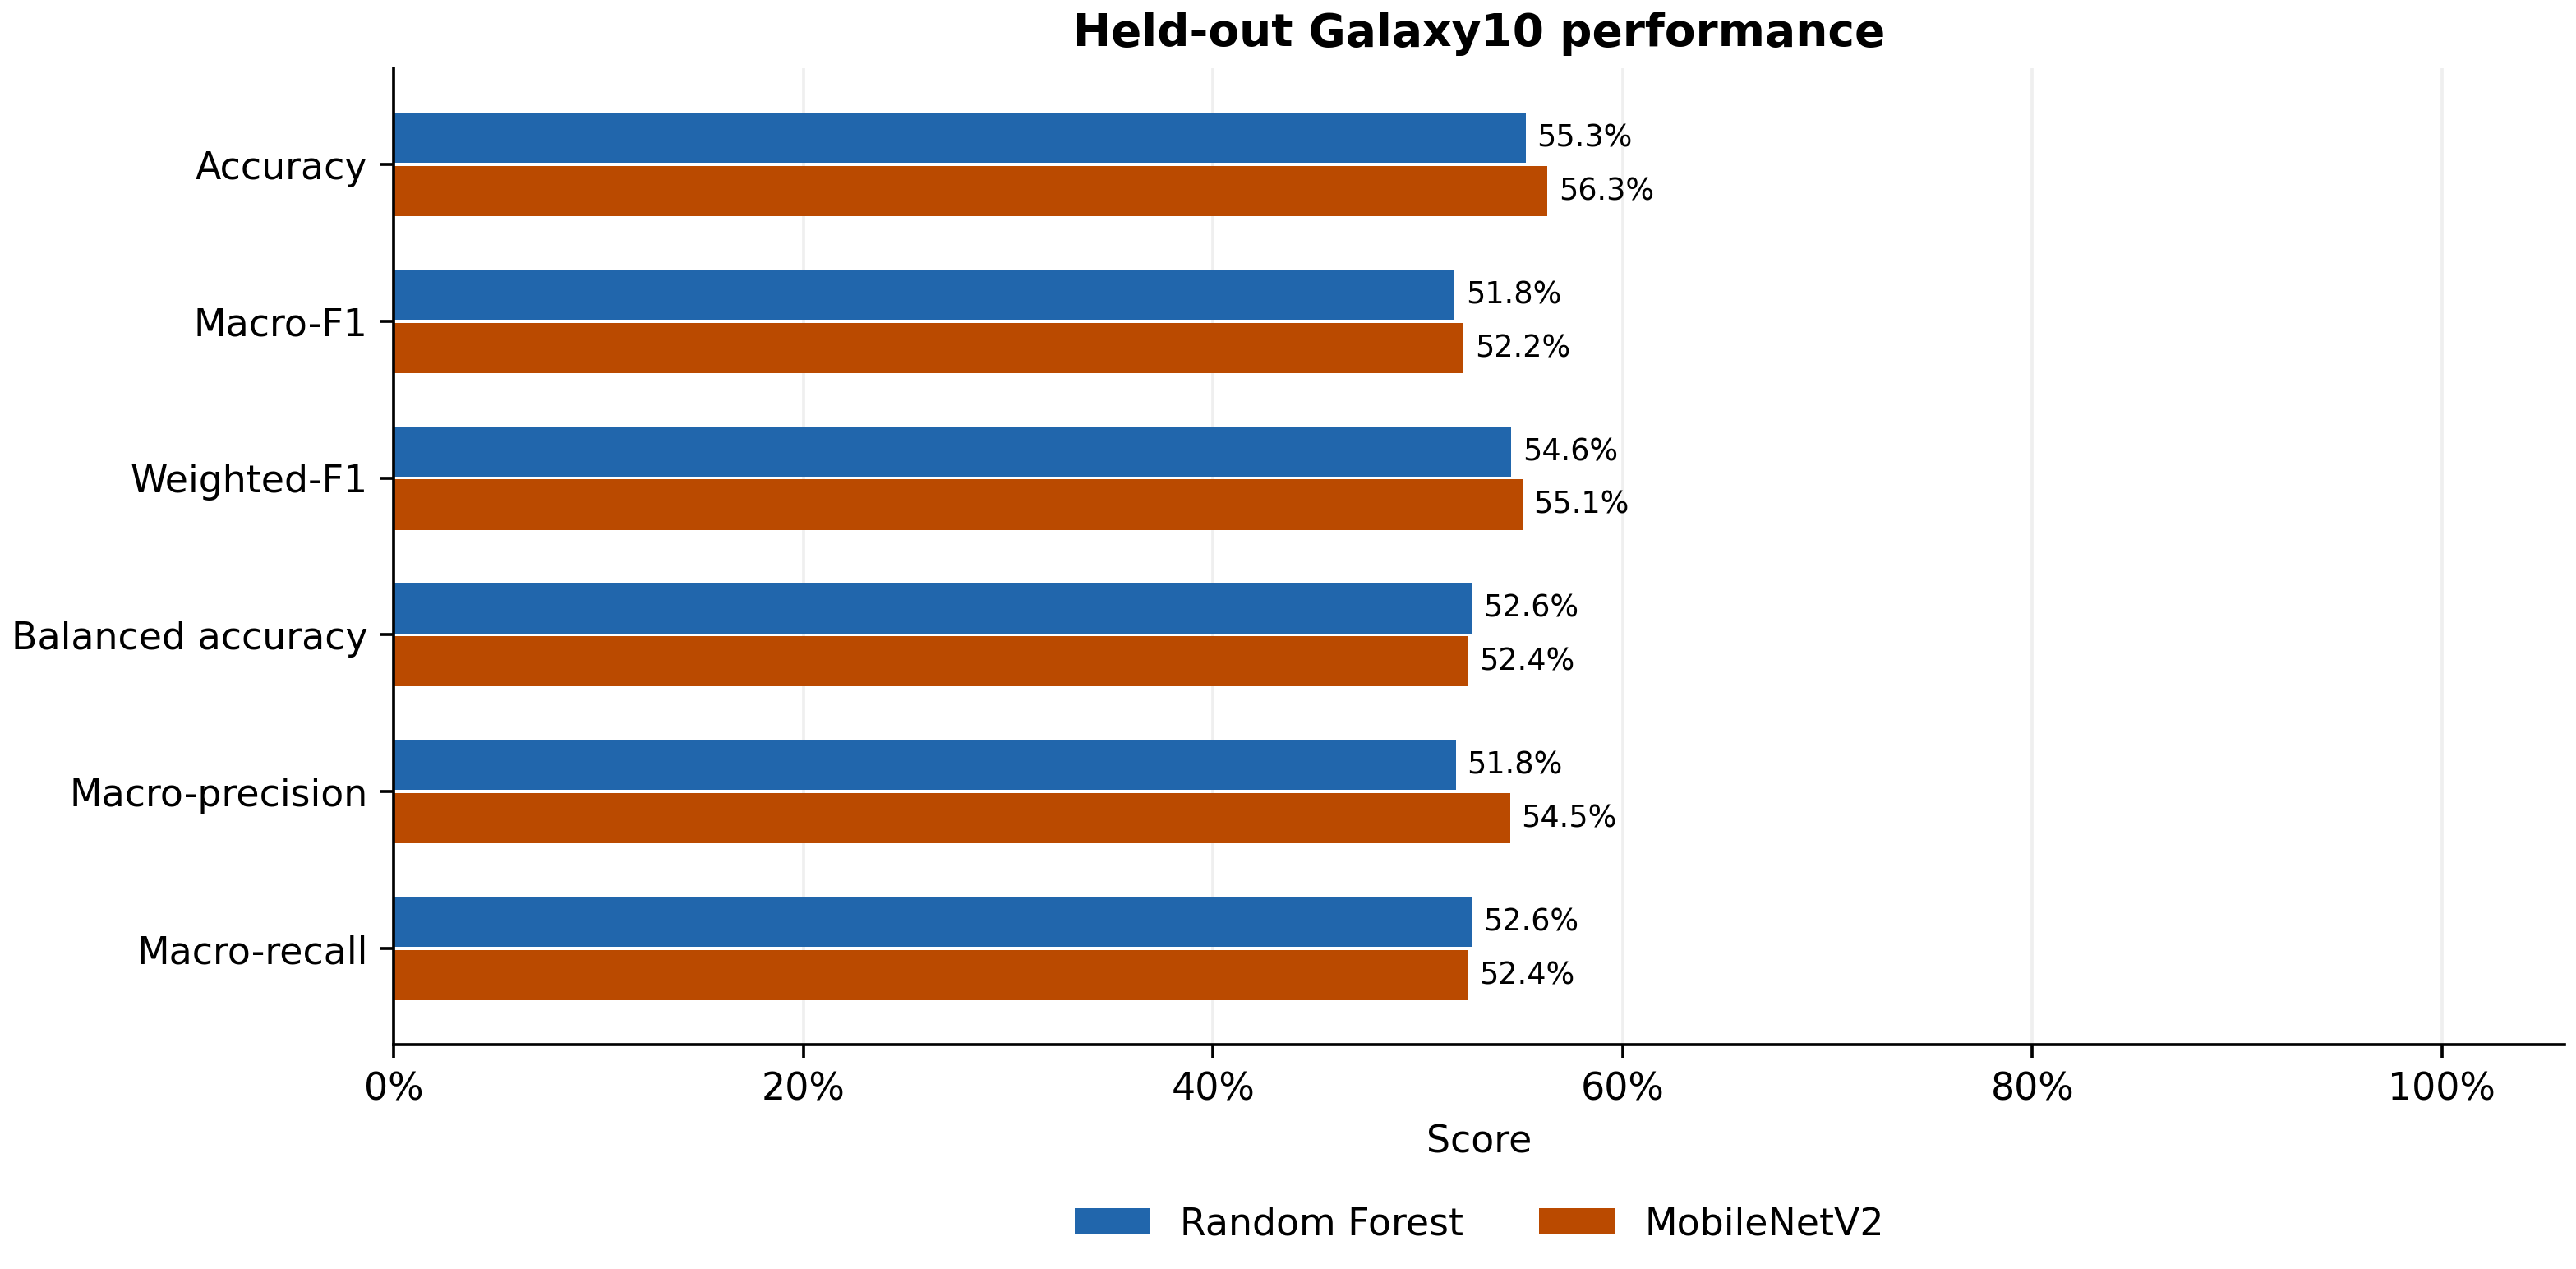 Held-out Galaxy10 performance
Accuracy
55.3%
56.3%
Macro-F1
51.8%
52.2%
Weighted-F1
54.6%
55.1%
Balanced accuracy
52.6%
52.4%
Macro-precision
51.8%
54.5%
Macro-recall
52.6%
52.4%
0% 20% 40% 60% 80% 100%
Score
Random Forest MobileNetV2